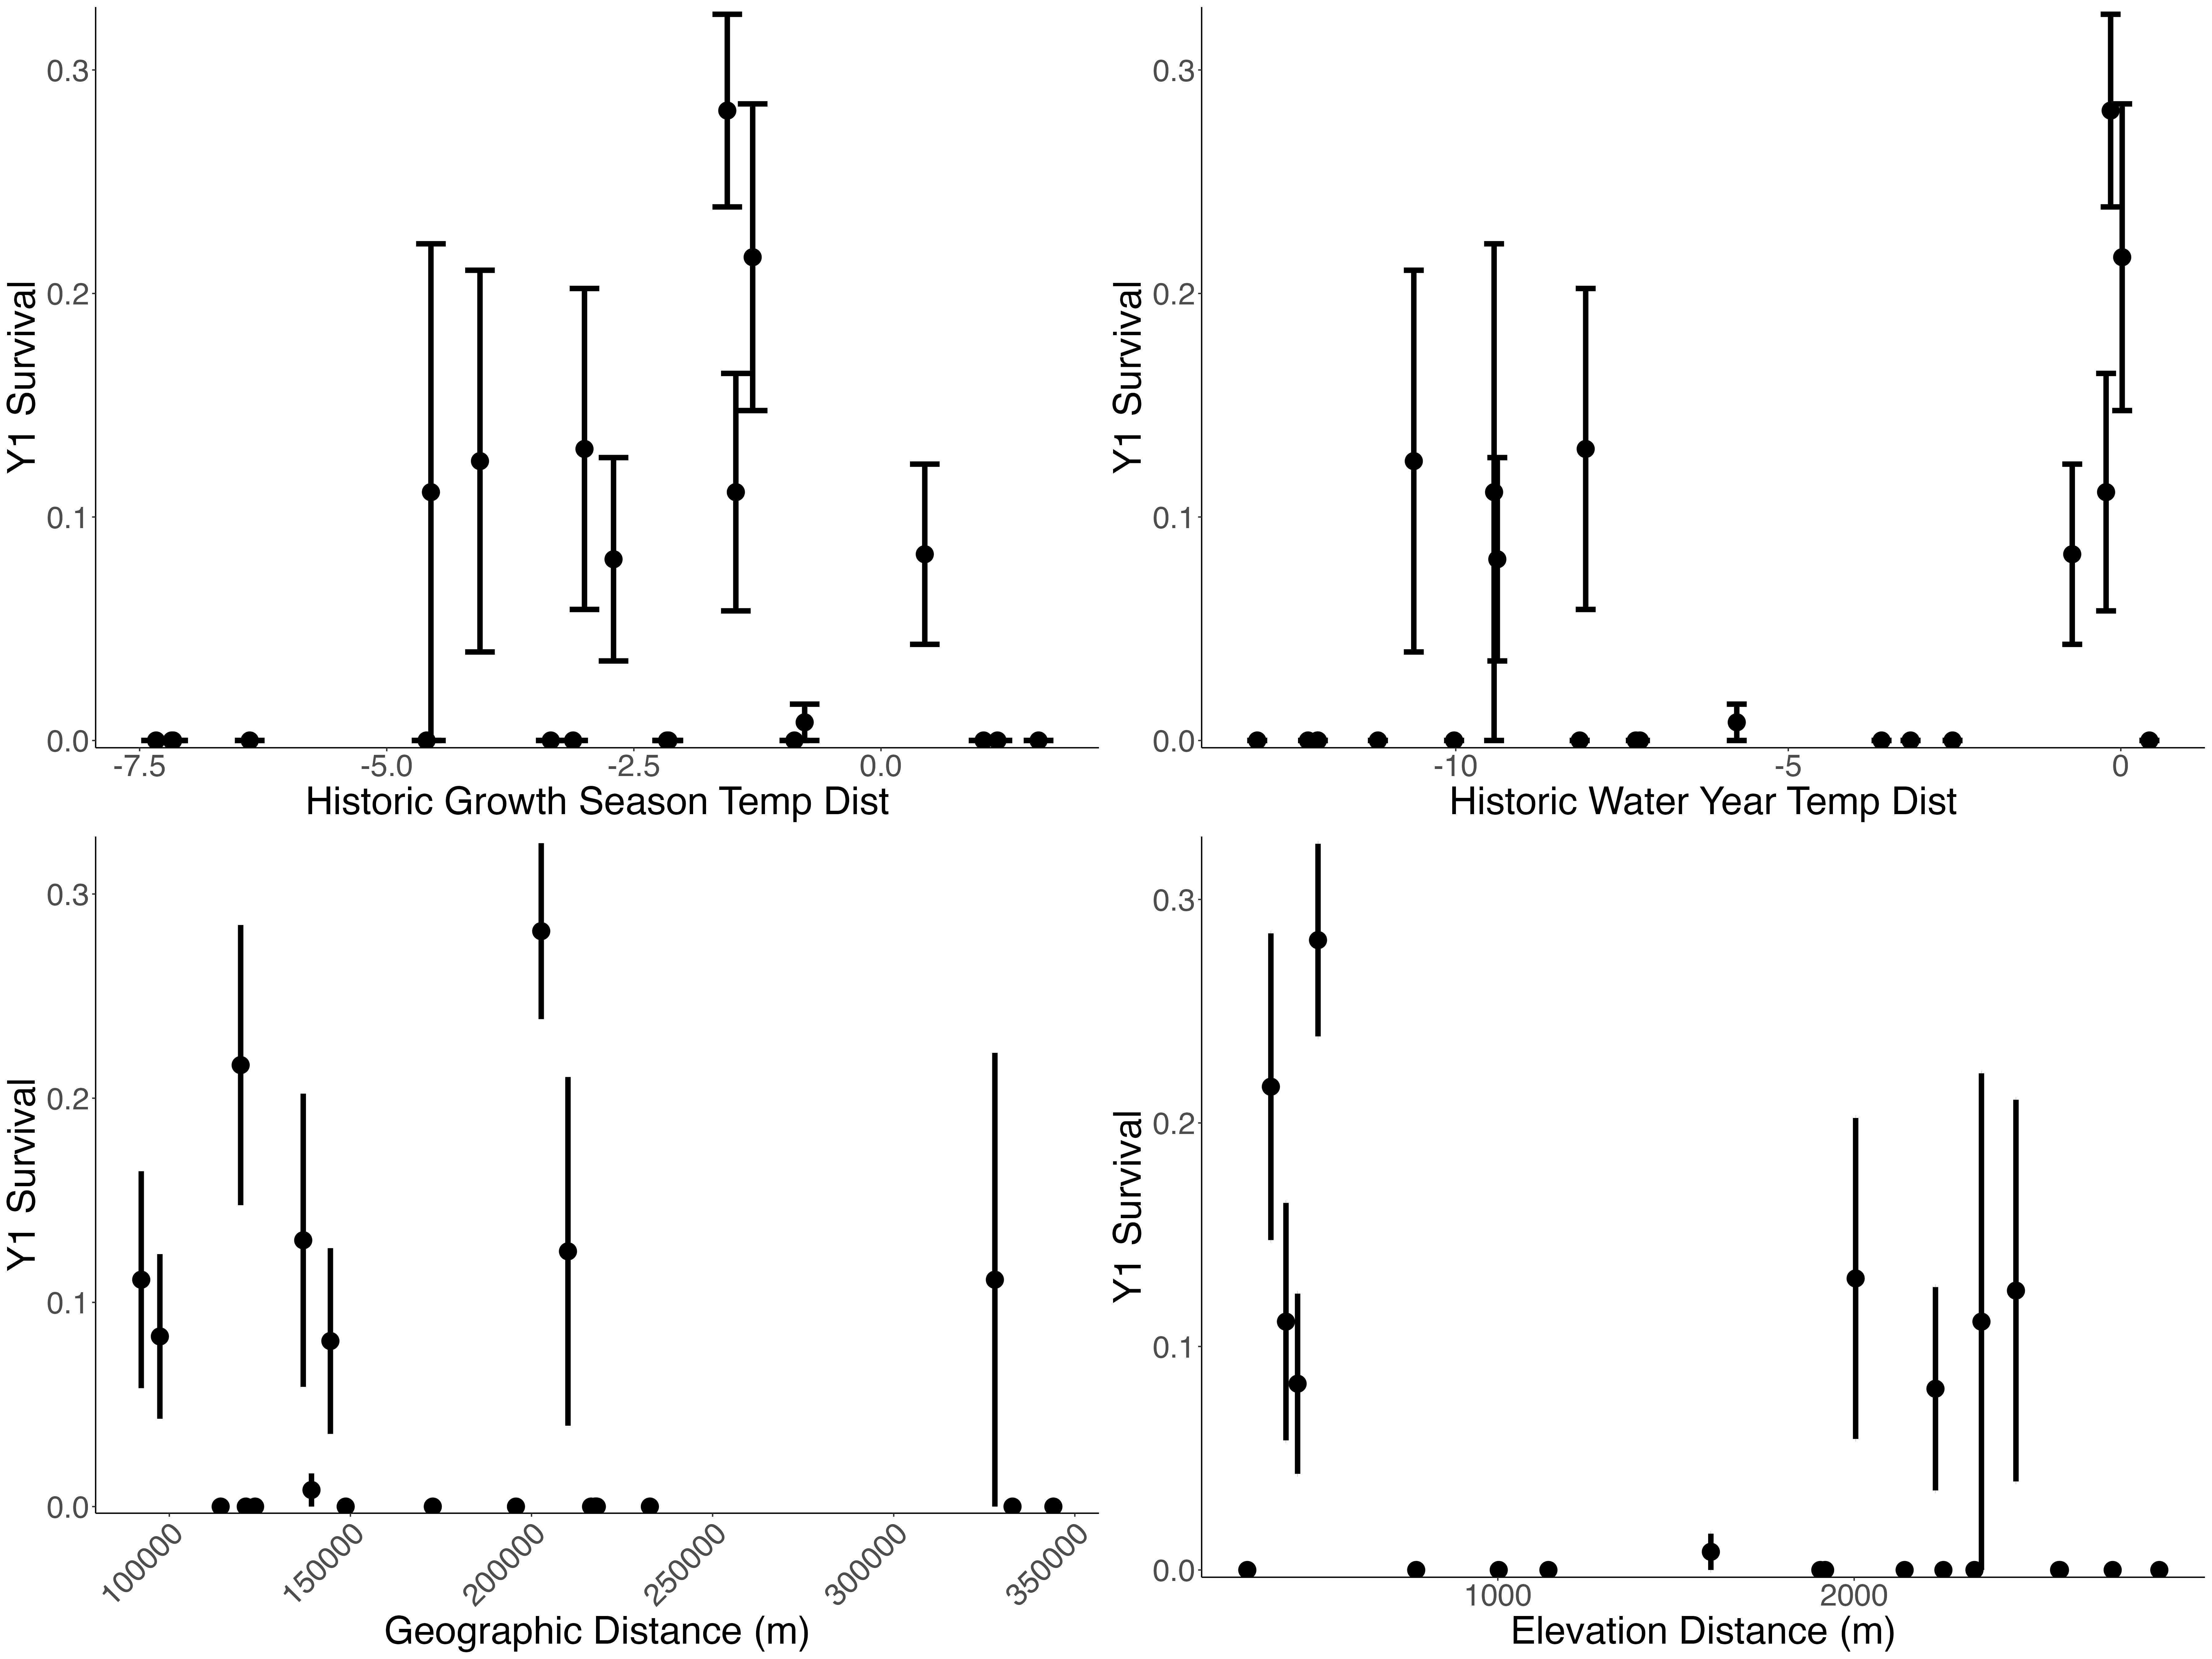 Y1 Survival
0.3
0.2
0.1
0.0
-7.5 -5.0 -2.5 0.0
Historic Growth Season Temp Dist
Y1 Survival
0.3
0.2
0.1
0.0
-10 -5 0
Historic Water Year Temp Dist
Y1 Survival
0.3
0.2
0.1
0.0
100000 150000 200000 250000 300000 350000
Geographic Distance (m)
Y1 Survival
0.3
0.2
0.1
0.0
1000 2000
Elevation Distance (m)